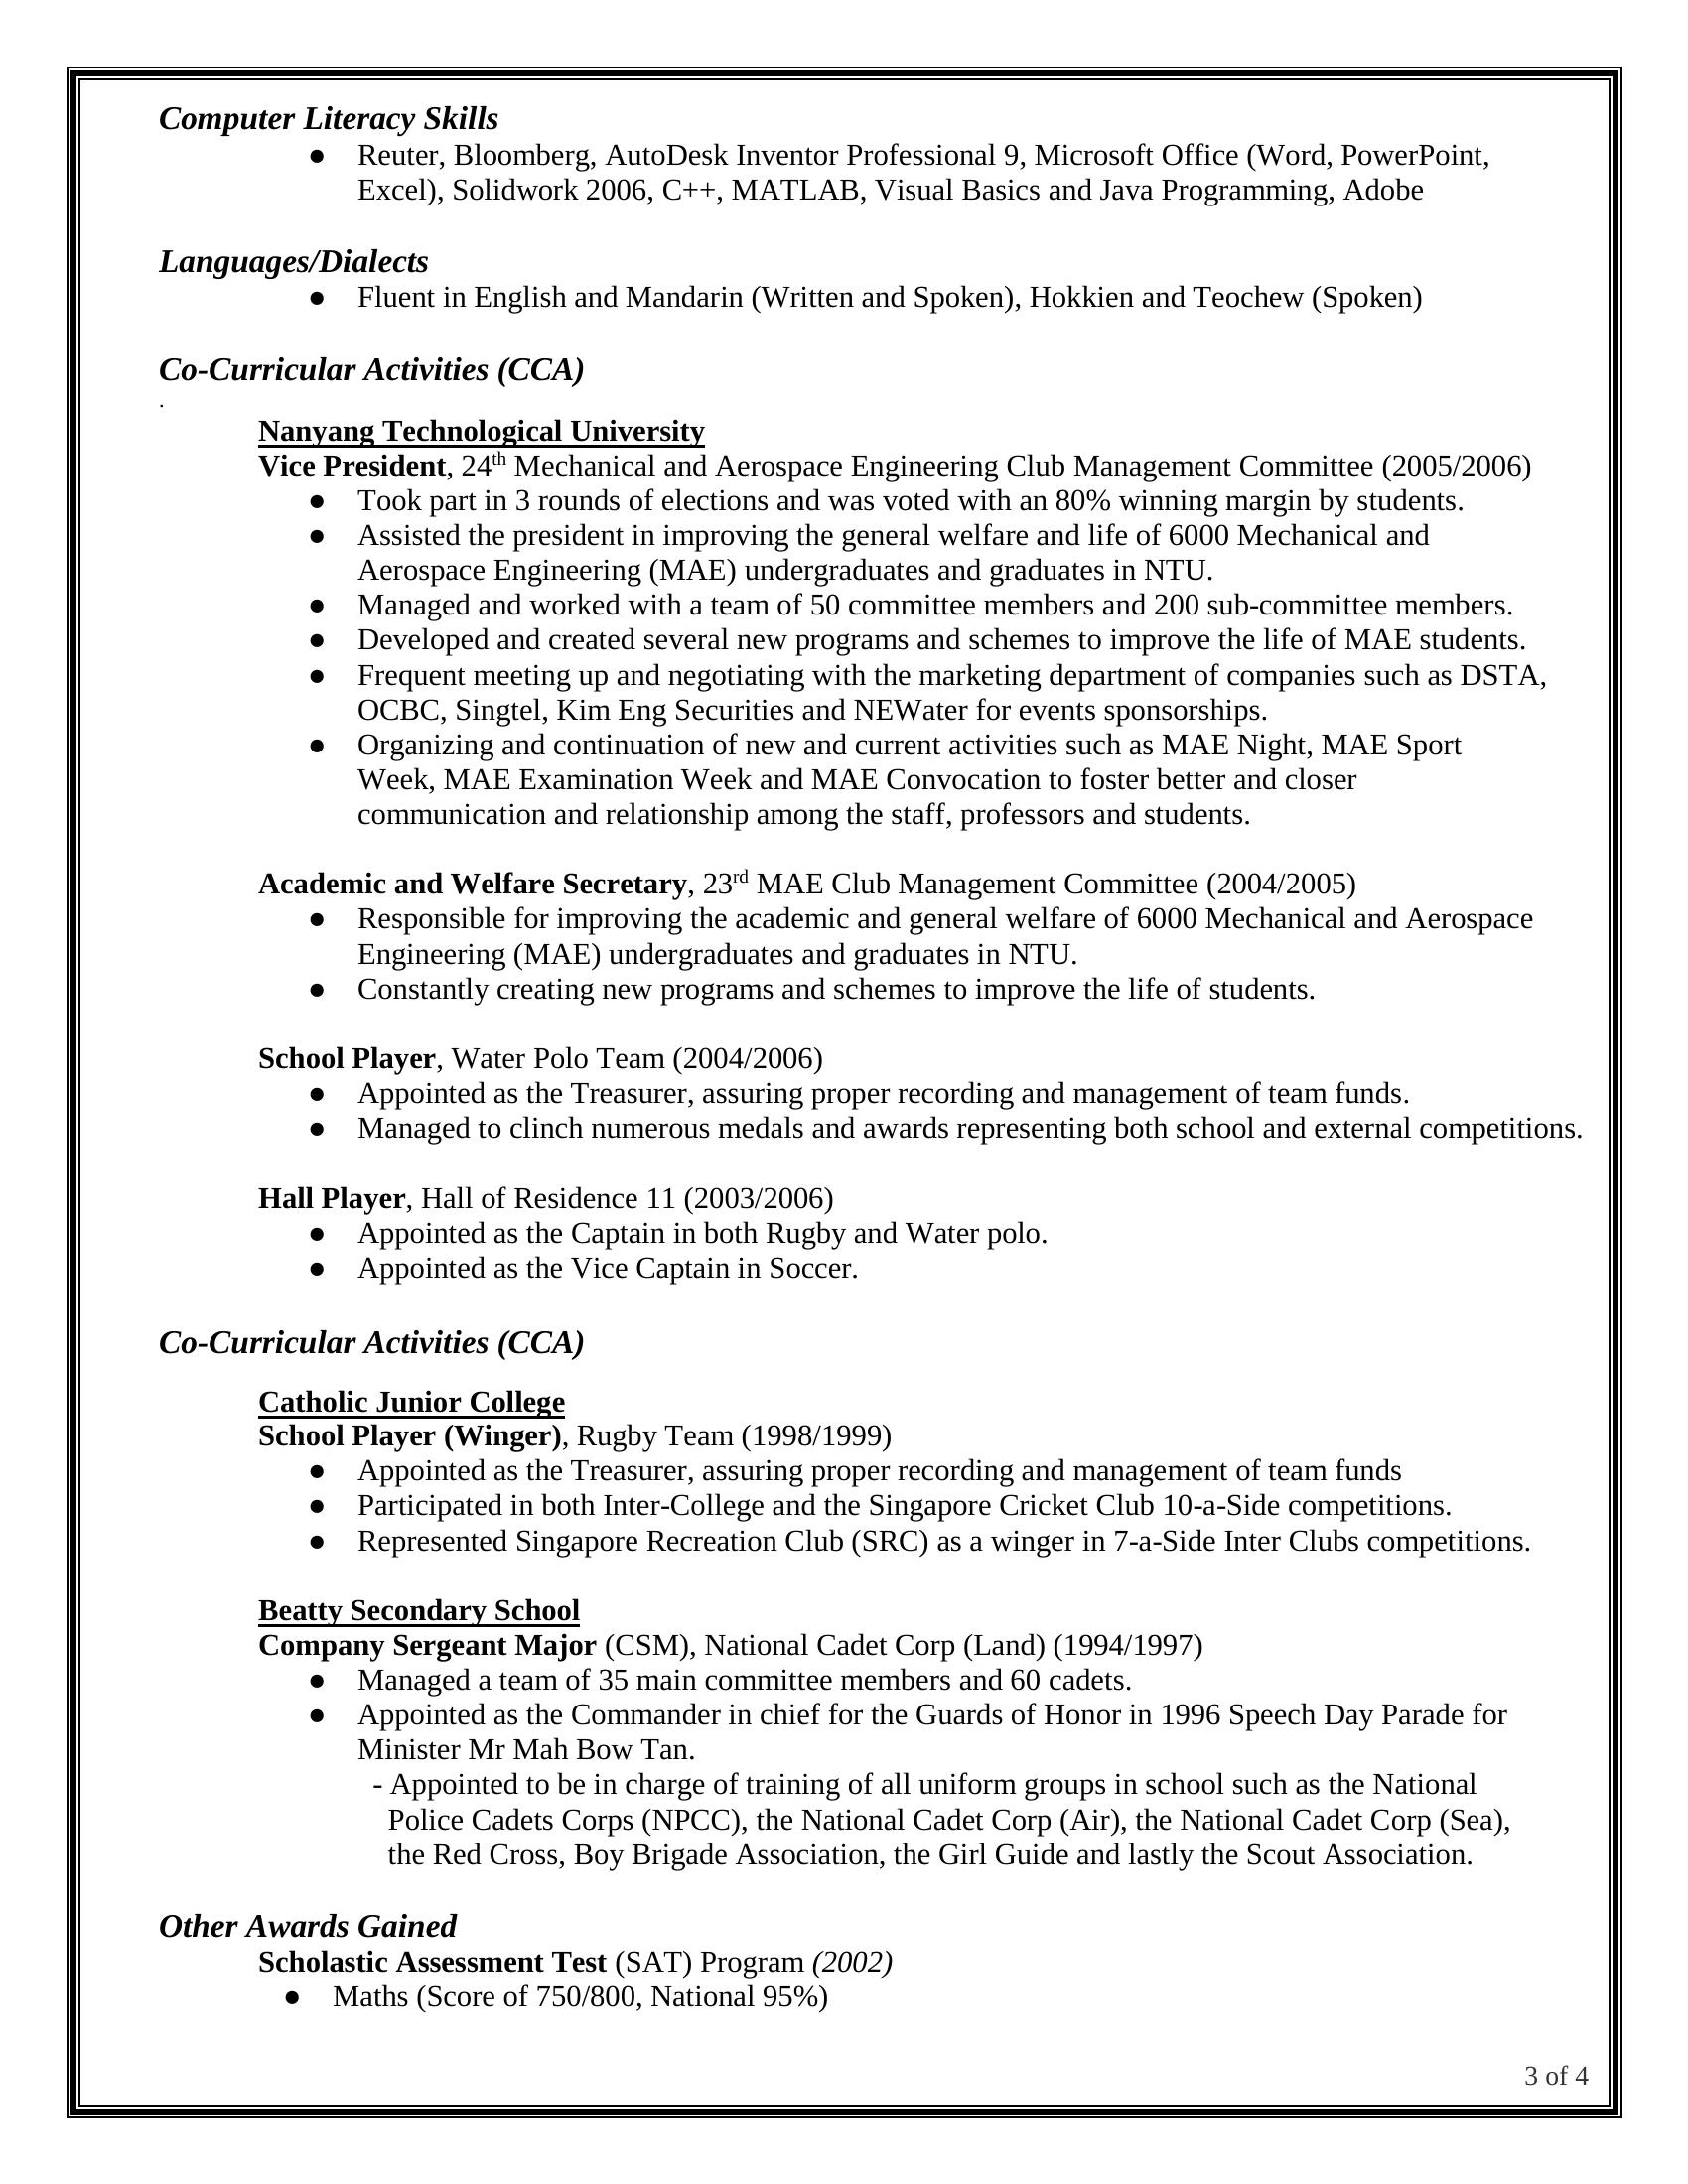 Computer Literacy Skills
● Reuter, Bloomberg, AutoDesk Inventor Professional 9, Microsoft Office (Word, PowerPoint,
Excel), Solidwork 2006, C++, MATLAB, Visual Basics and Java Programming, Adobe
Languages/Dialects
● Fluent in English and Mandarin (Written and Spoken), Hokkien and Teochew (Spoken)
Co-Curricular Activities (CCA)
.
Nanyang Technological University
Vice President, 24th Mechanical and Aerospace Engineering Club Management Committee (2005/2006)
● Took part in 3 rounds of elections and was voted with an 80% winning margin by students.
● Assisted the president in improving the general welfare and life of 6000 Mechanical and
Aerospace Engineering (MAE) undergraduates and graduates in NTU.
● Managed and worked with a team of 50 committee members and 200 sub-committee members.
● Developed and created several new programs and schemes to improve the life of MAE students.
● Frequent meeting up and negotiating with the marketing department of companies such as DSTA,
OCBC, Singtel, Kim Eng Securities and NEWater for events sponsorships.
● Organizing and continuation of new and current activities such as MAE Night, MAE Sport
Week, MAE Examination Week and MAE Convocation to foster better and closer
communication and relationship among the staff, professors and students.
Academic and Welfare Secretary, 23rd MAE Club Management Committee (2004/2005)
● Responsible for improving the academic and general welfare of 6000 Mechanical and Aerospace
Engineering (MAE) undergraduates and graduates in NTU.
● Constantly creating new programs and schemes to improve the life of students.
School Player, Water Polo Team (2004/2006)
● Appointed as the Treasurer, assuring proper recording and management of team funds.
● Managed to clinch numerous medals and awards representing both school and external competitions.
Hall Player, Hall of Residence 11 (2003/2006)
● Appointed as the Captain in both Rugby and Water polo.
● Appointed as the Vice Captain in Soccer.
Co-Curricular Activities (CCA)
Catholic Junior College
School Player (Winger), Rugby Team (1998/1999)
● Appointed as the Treasurer, assuring proper recording and management of team funds
● Participated in both Inter-College and the Singapore Cricket Club 10-a-Side competitions.
● Represented Singapore Recreation Club (SRC) as a winger in 7-a-Side Inter Clubs competitions.
Beatty Secondary School
Company Sergeant Major (CSM), National Cadet Corp (Land) (1994/1997)
● Managed a team of 35 main committee members and 60 cadets.
● Appointed as the Commander in chief for the Guards of Honor in 1996 Speech Day Parade for
Minister Mr Mah Bow Tan.
- Appointed to be in charge of training of all uniform groups in school such as the National
Police Cadets Corps (NPCC), the National Cadet Corp (Air), the National Cadet Corp (Sea),
the Red Cross, Boy Brigade Association, the Girl Guide and lastly the Scout Association.
Other Awards Gained
Scholastic Assessment Test (SAT) Program (2002)
● Maths (Score of 750/800, National 95%)
3 of 4